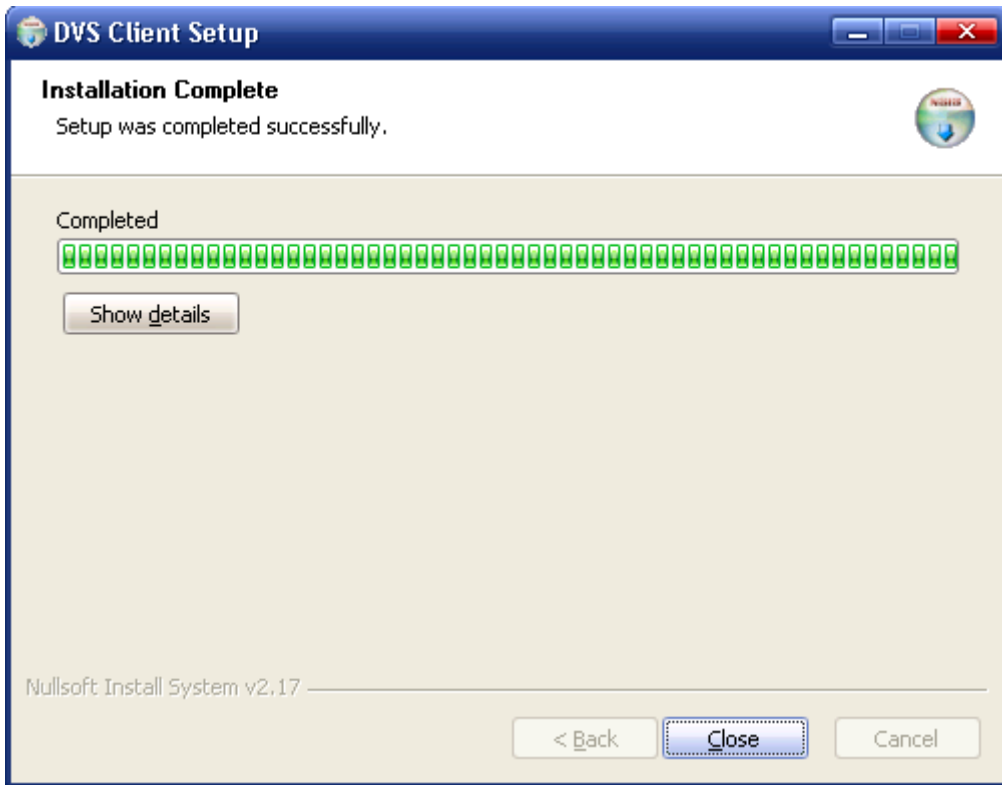 DVS Client Setup
Installation Complete
Setup was completed successfully.
Completed
Show details
Nullsoft Install System v2.17
< Back
Close
Cancel